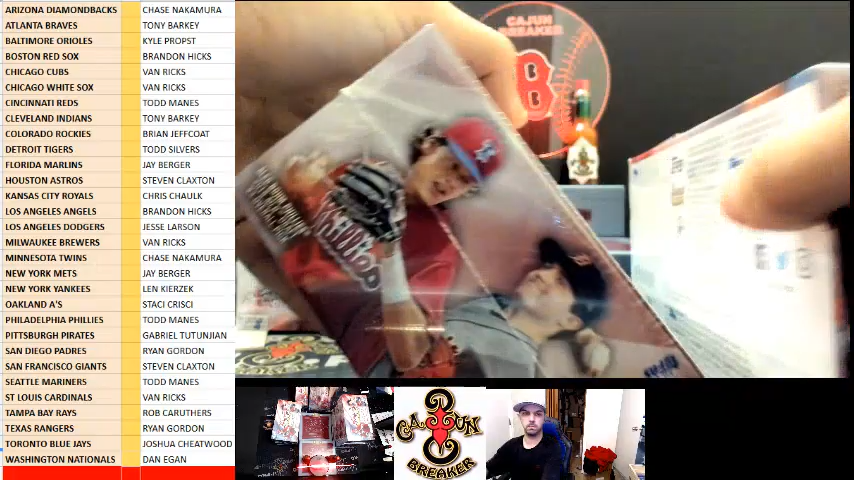 ARIZONA DIAMONDBACKS CHASE NAKAMURA
ATLANTA BRAVES TONY BARKEY
BALTIMORE ORIOLES KYLE PROPST
BOSTON RED SOX BRANDON HICKS
CHICAGO CUBS VAN RICKS
CHICAGO WHITE SOX VAN RICKS
CINCINNATI REDS TODD MANES
CLEVELAND INDIANS TONY BARKEY
COLORADO ROCKIES BRIAN JEFFCOAT
DETROIT TIGERS TODD SILVERS
FLORIDA MARLINS JAY BERGER
HOUSTON ASTROS STEVEN CLAXTON
KANSAS CITY ROYALS CHRIS CHAULK
LOS ANGELES ANGELS BRANDON HICKS
LOS ANGELES DODGERS JESSE LARSON
MILWAUKEE BREWERS VAN RICKS
MINNESOTA TWINS CHASE NAKAMURA
NEW YORK METS JAY BERGER
NEW YORK YANKEES LEN KIERZEK
OAKLAND A'S STACI CRISCI
PHILADELPHIA PHILLIES TODD MANES
PITTSBURGH PIRATES GABRIEL TUTUNJIAN
SAN DIEGO PADRES RYAN GORDON
SAN FRANCISCO GIANTS STEVEN CLAXTON
SEATTLE MARINERS TODD MANES
ST LOUIS CARDINALS VAN RICKS
TAMPA BAY RAYS ROB CARUTHERS
TEXAS RANGERS RYAN GORDON
TORONTO BLUE JAYS JOSHUA CHEATWOOD
WASHINGTON NATIONALS DAN EGAN
CAJUN
BREAKER
B
Phillies
CAJUN
BREAKER